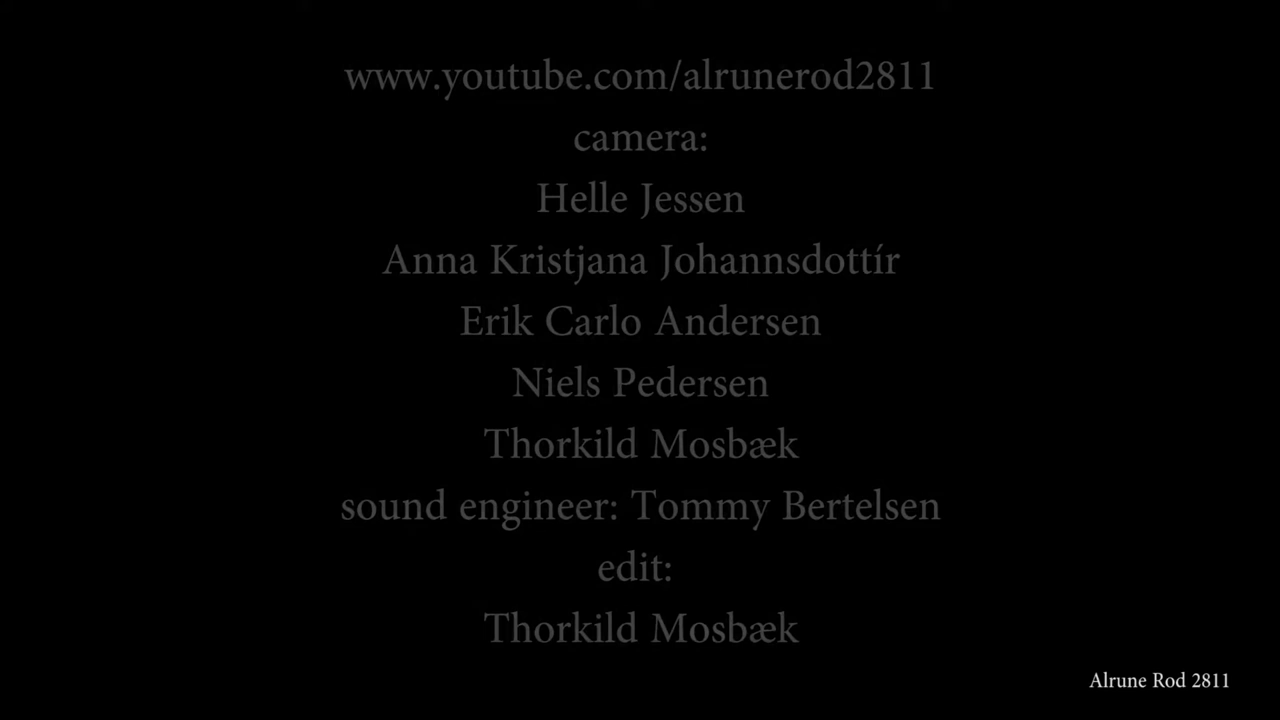 www.youtube.com/alrunerod2811
camera:
Helle Jessen
Anna Kristjana Johannsdottír
Erik Carlo Andersen
Niels Pedersen
Thorkild Mosbæk
sound engineer: Tommy Bertelsen
edit:
Thorkild Mosbæk
Alrune Rod 2811